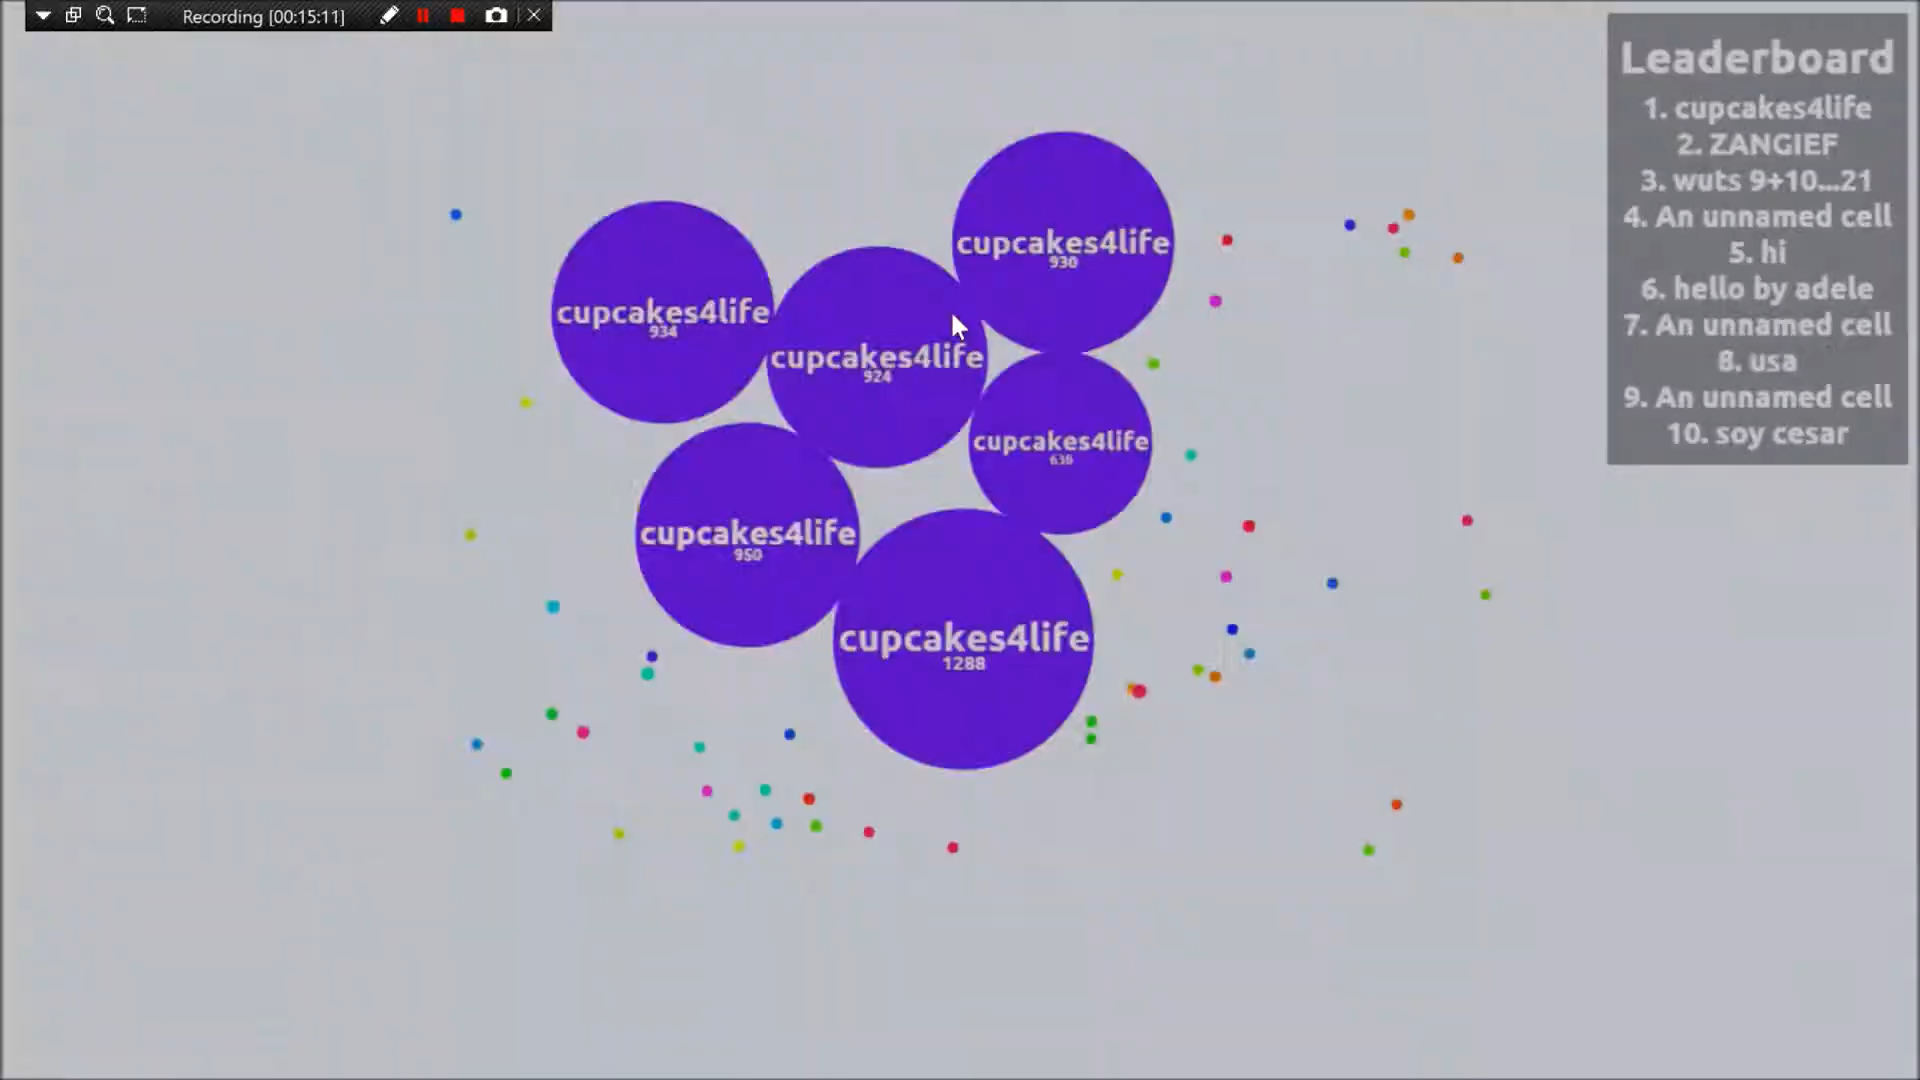 Recording [00:15:11]
Leaderboard
1. cupcakes4life
2. ZANGIEF
3. wuts 9+10...21
4. An unnamed cell
5. hi
6. hello by adele
7. An unnamed cell
8. usa
9. An unnamed cell
10. soy cesar
cupcakes4life
930
cupcakes4life
934
cupcakes4life
924
cupcakes4life
636
cupcakes4life
950
cupcakes4life
1288